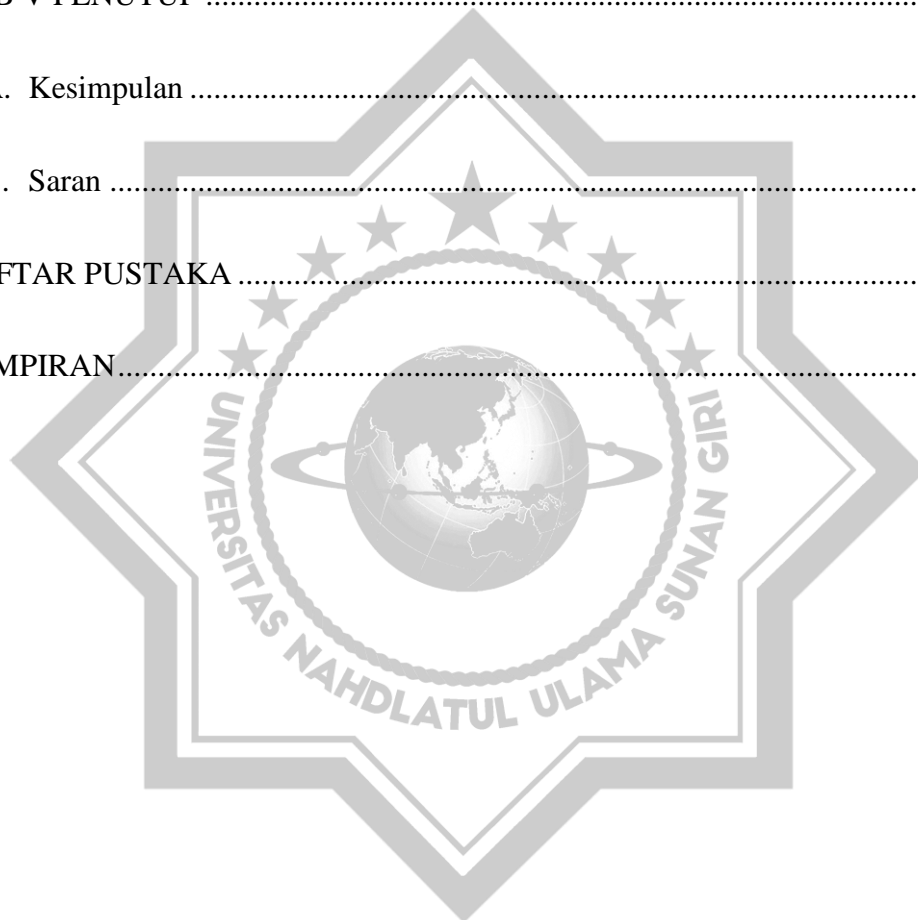 B V PENUTUP ................................................................................
A. Kesimpulan ................................................................................
. Saran ................................................................................
FTAR PUSTAKA ................................................................................
MPIRAN................................................................................
UNIVERSITAS NAHDLATUL ULAMA SUNAN GIRI